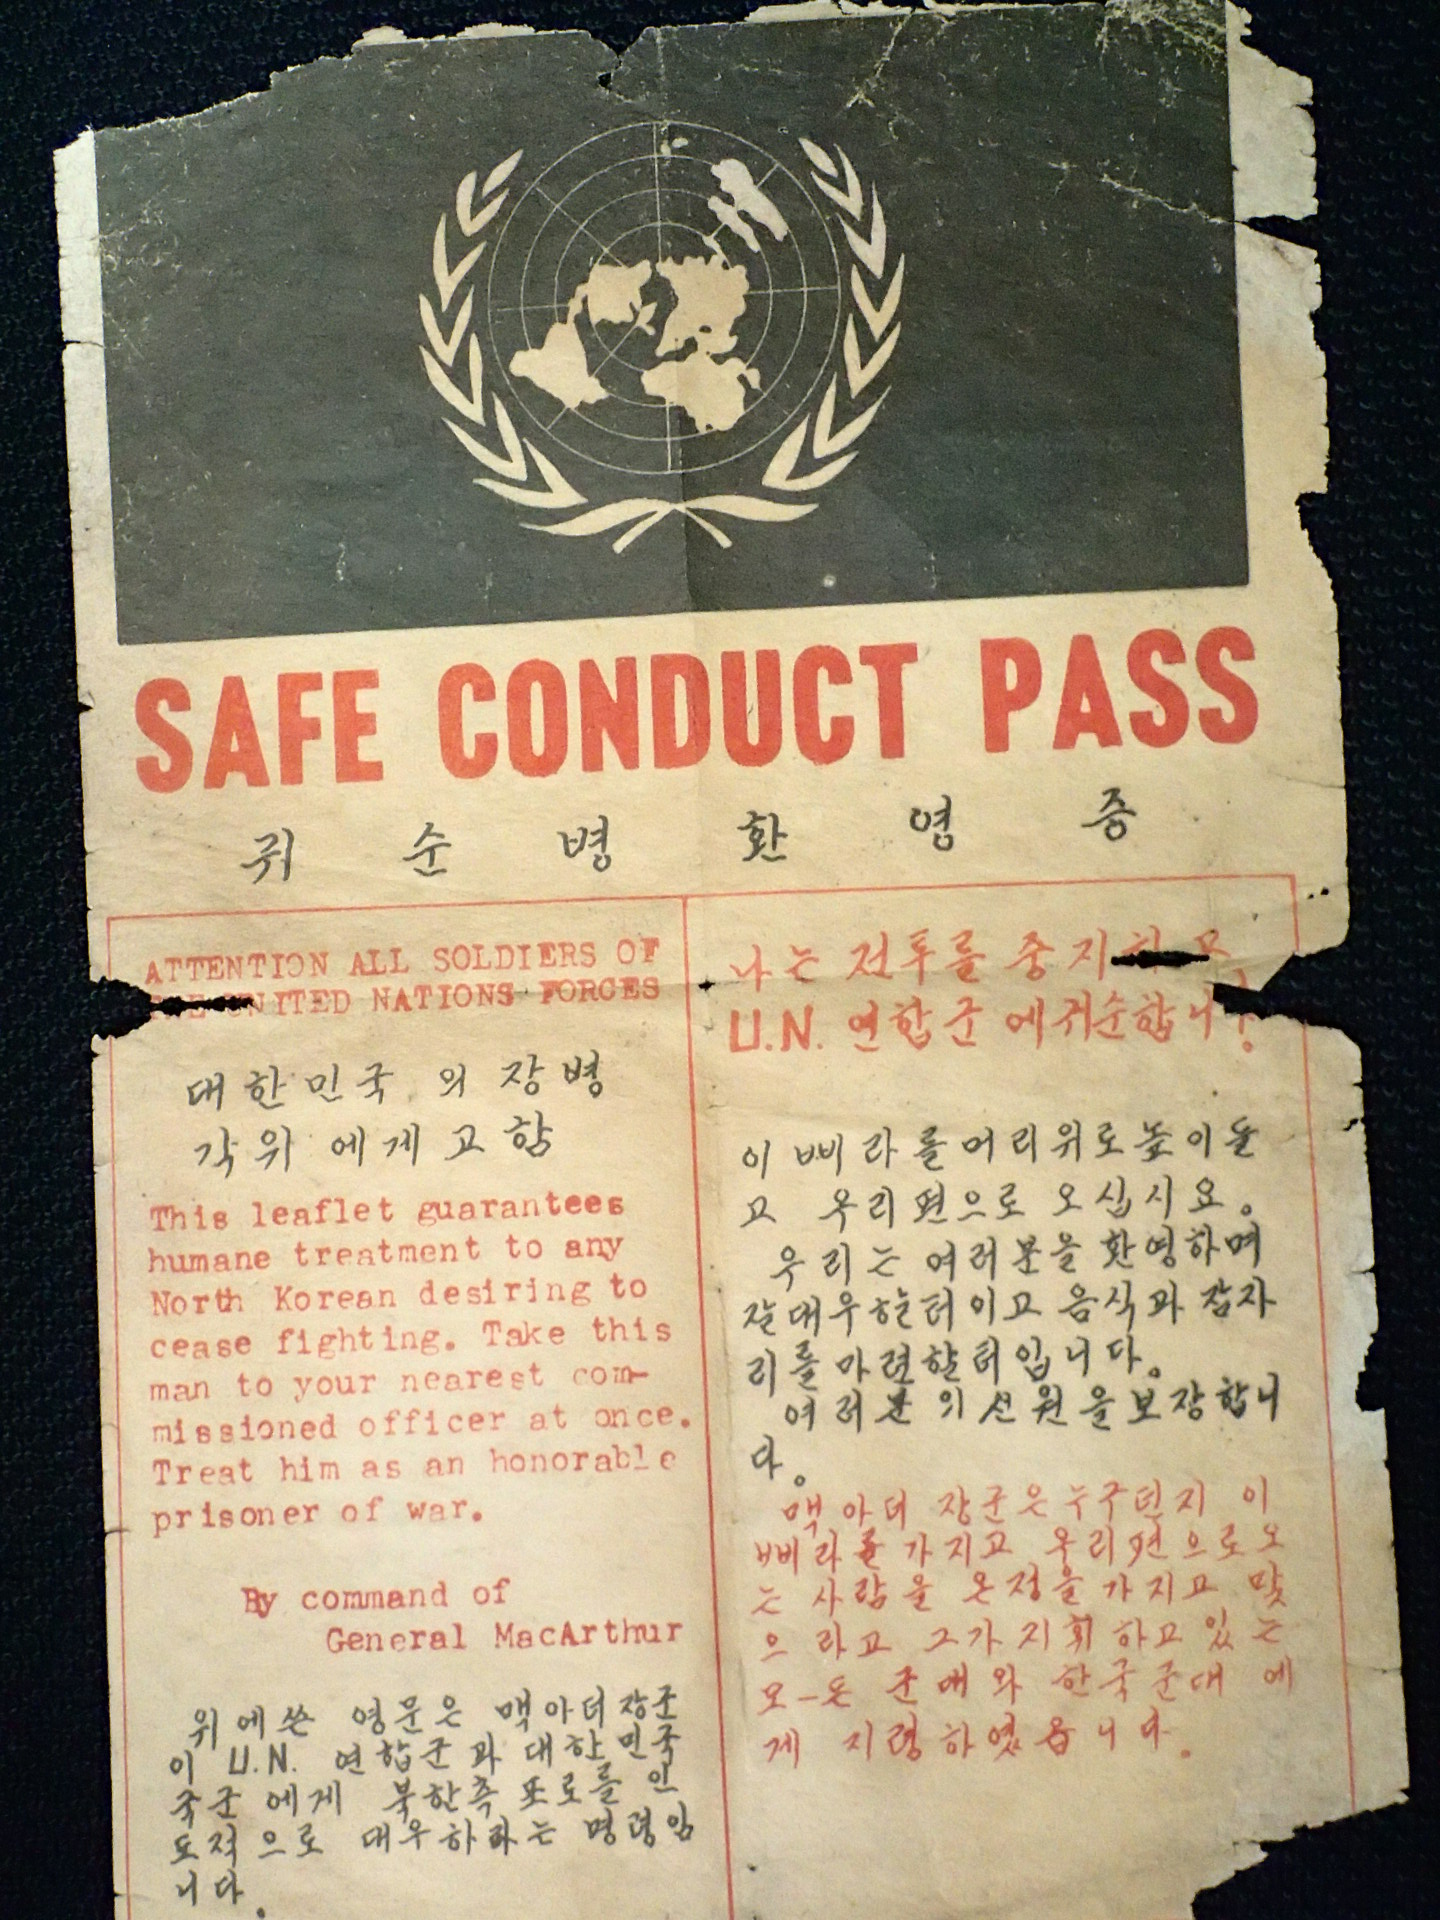 SAFE CONDUCT PASS
귀순병환영증
ATTENTION ALL SOLDIERS OF
THE UNITED NATIONS FORCES
대한민국의 장병
각위에게 고함
This leaflet guarantees
humane treatment to any
North Korean desiring to
cease fighting. Take this
man to your nearest com-
missioned officer at once.
Treat him as an honorable
prisoner of war.
By command of
General MacArthur
위에쓴 영문은 맥아더장군
이 U.N. 연합군과 대한민국
국군에게 북한측 포로를 인
도적으로 대우하라는 명령입
니다.
나는 전투를 중지하고
U.N. 연합군에귀순합니다
이 삐라를머리위로높이들
고 우리편으로 오십시요.
우리는 여러분을 환영하며
잘대우할터이고 음식과 잠자
리를마련할터입니다.
여러분의 신원을보장합니
다.
맥아더 장군은누구던지 이
삐라를 가지고 우리편으로오
는 사람을 온정을가지고 맞
으라고 그가지휘하고있는
모-든 군대와 한국군대에
게 지령하였읍니다.